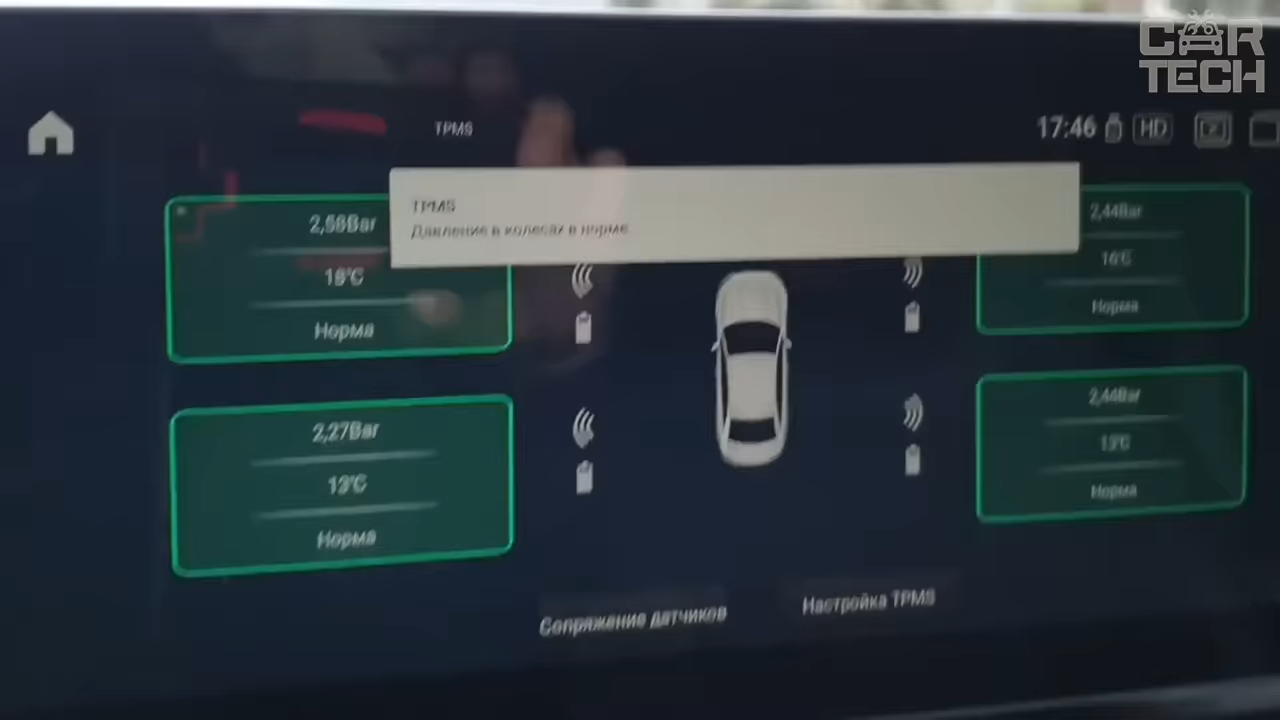 CAR
TECH
TPMS
17:46
HD
TPMS
Давление в колесах в норме
2,58Bar
Норма
2,44Bar
16°C
Норма
2,27Bar
13°C
Норма
2,44Bar
13°C
Норма
Сопряжение датчиков
Настройка TPMS